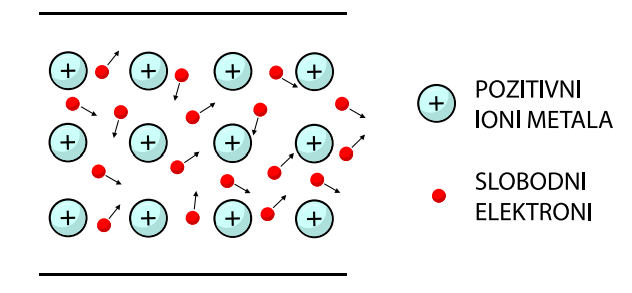 + + + +
+ + + +
+ + + +
+ POZITIVNI
IONI METALA
SLOBODNI
ELEKTRONI